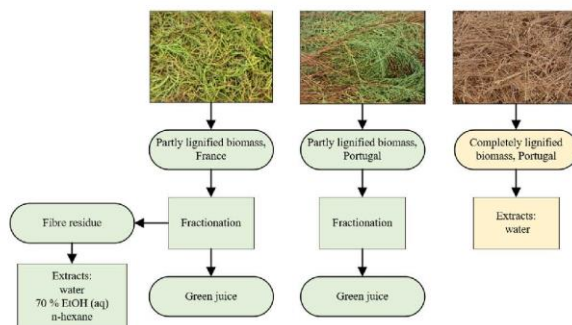 Partly lignified biomass,
France
Partly lignified biomass,
Portugal
Completely lignified
biomass, Portugal
Fibre residue
Fractionation
Fractionation
Extracts:
water
Extracts:
water
70 % EtOH (aq)
n-hexane
Green juice
Green juice